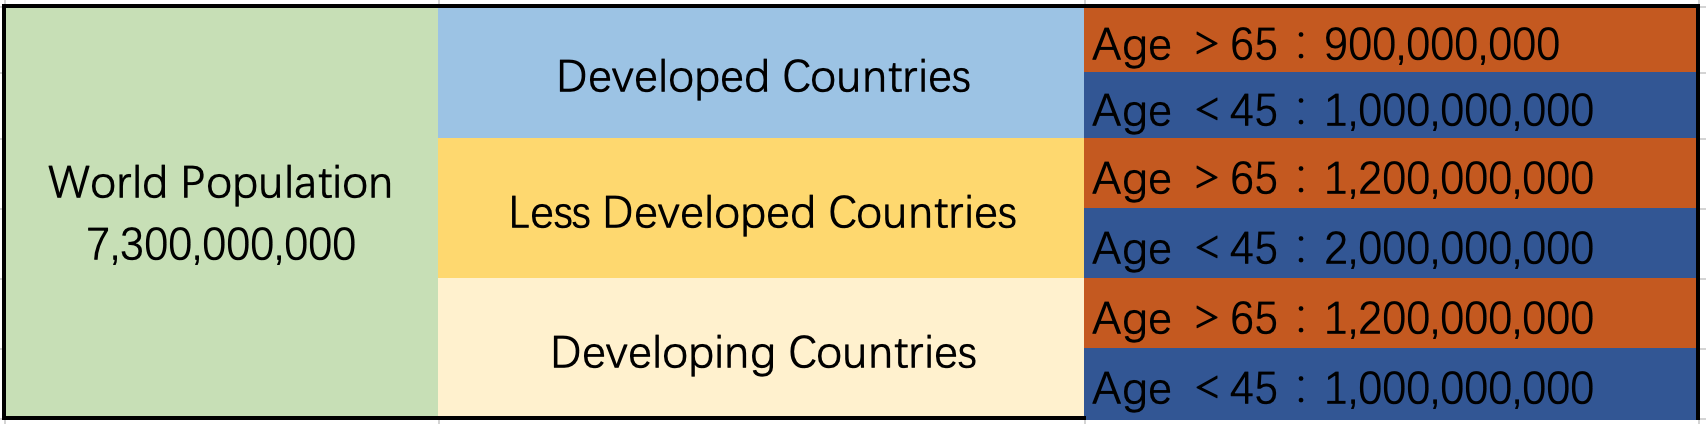 World Population
7,300,000,000
Developed Countries
Age > 65 : 900,000,000
Age < 45 : 1,000,000,000
Less Developed Countries
Age > 65 : 1,200,000,000
Age < 45 : 2,000,000,000
Developing Countries
Age > 65 : 1,200,000,000
Age < 45 : 1,000,000,000